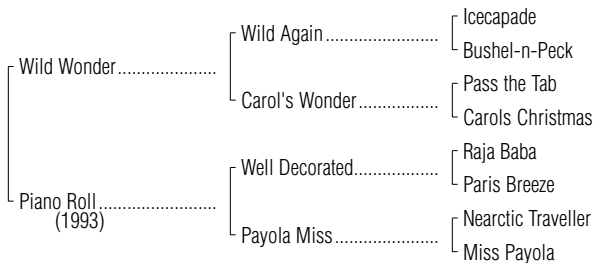 Icecapade
Wild Again
Bushel-n-Peck
Wild Wonder
Pass the Tab
Carol's Wonder
Carols Christmas
Raja Baba
Well Decorated
Paris Breeze
Piano Roll
(1993)
Nearctic Traveller
Payola Miss
Miss Payola